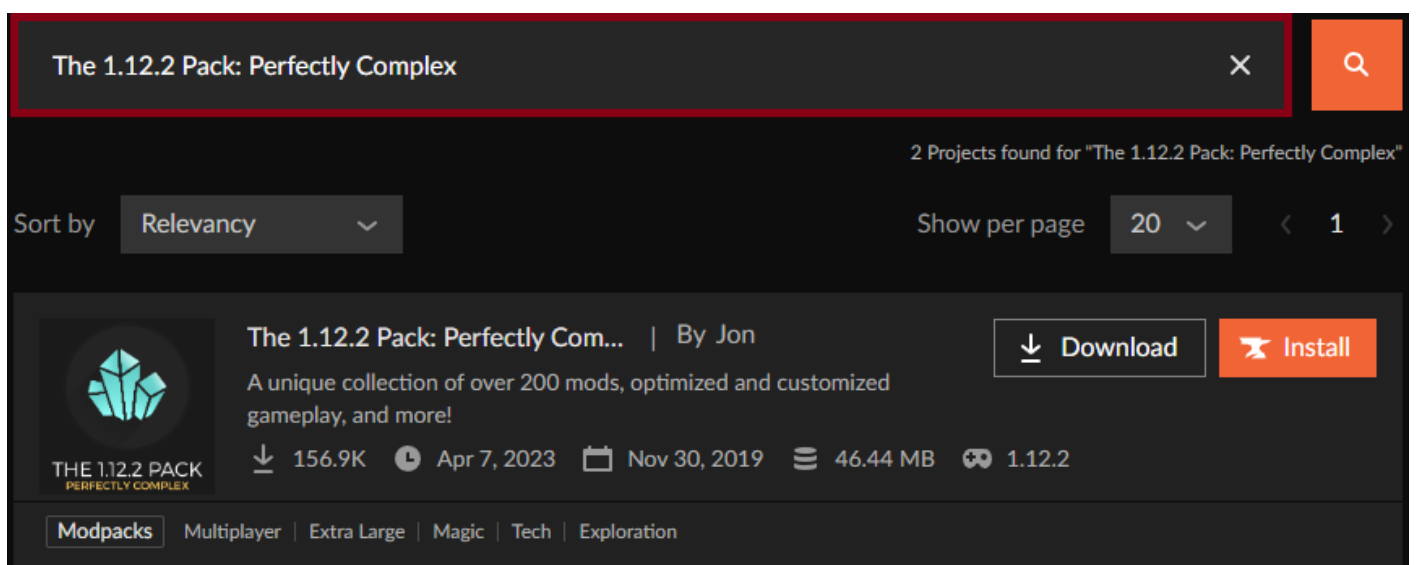 The 1.12.2 Pack: Perfectly Complex
2 Projects found for "The 1.12.2 Pack: Perfectly Complex"
Sort by Relevancy Show per page 20 1
The 1.12.2 Pack: Perfectly Com... | By Jon Download Install
A unique collection of over 200 mods, optimized and customized
gameplay, and more!
156.9K Apr 7, 2023 Nov 30, 2019 46.44 MB 1.12.2
THE 1.12.2 PACK
PERFECTLY COMPLEX
Modpacks Multiplayer | Extra Large | Magic | Tech | Exploration